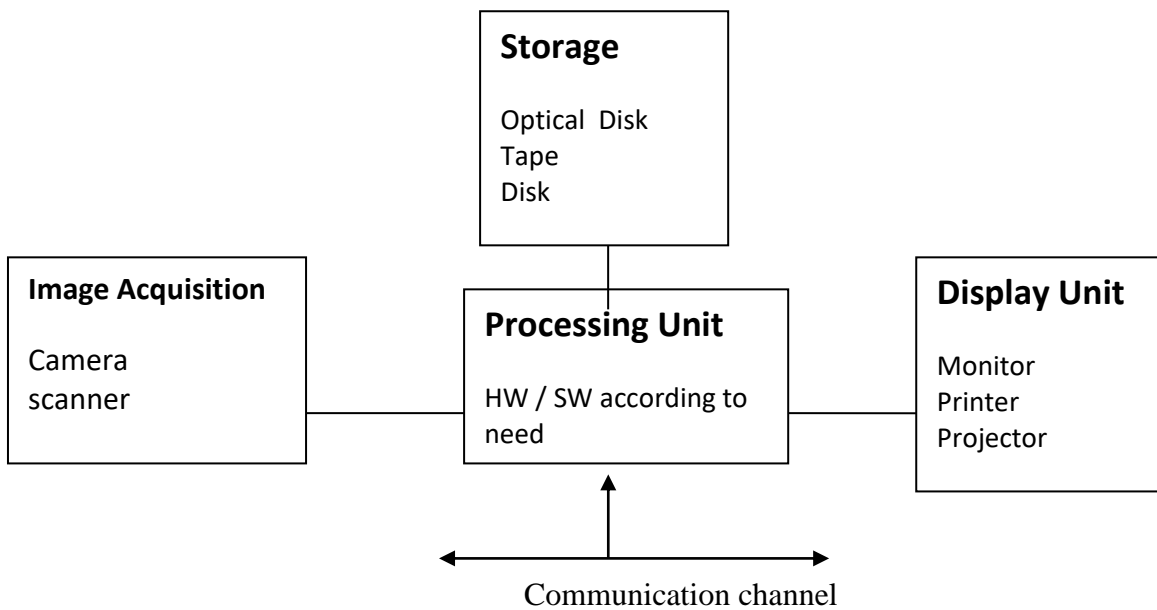 Storage
Optical  Disk
Tape
Disk
Image Acquisition
Camera
scanner
Processing Unit
HW / SW according to
need
Display Unit
Monitor
Printer
Projector
Communication channel